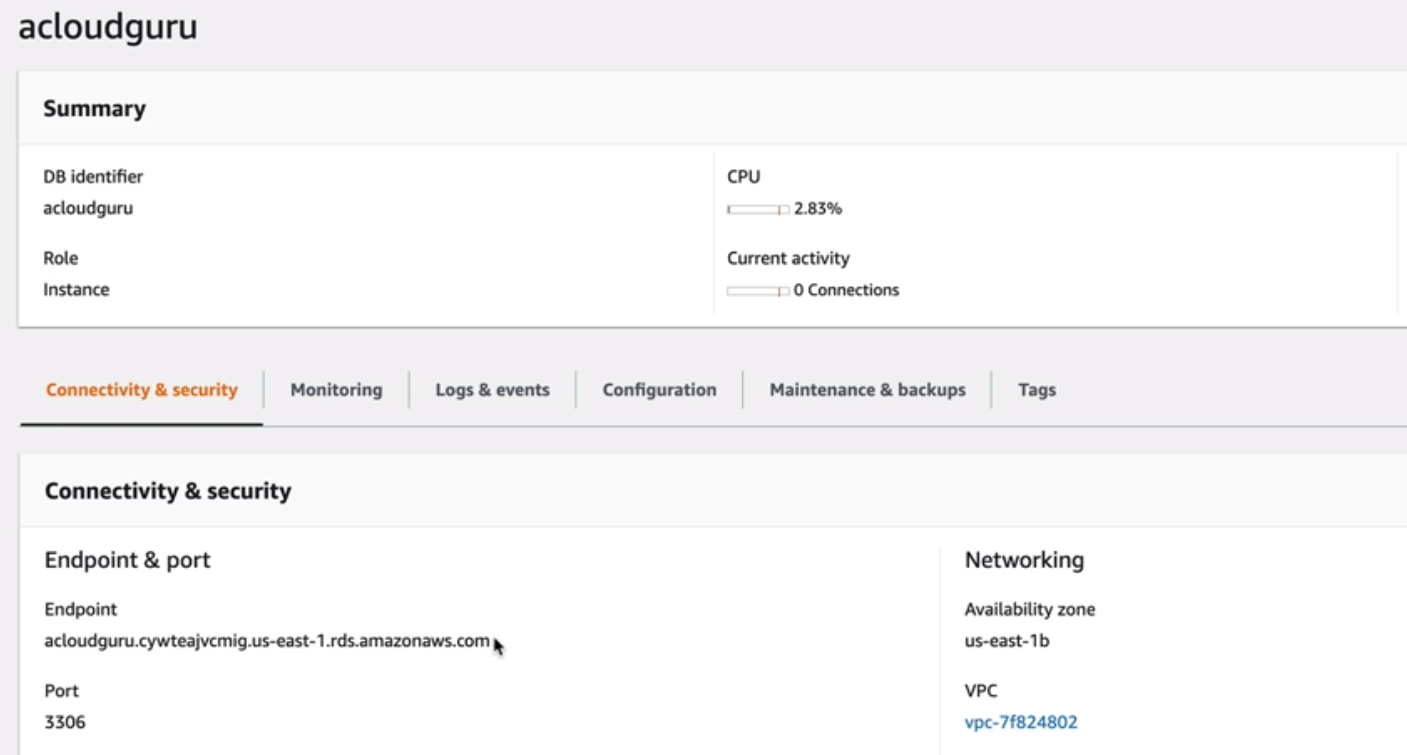 acloudguru
Summary
DB identifier
acloudguru
CPU
2.83%
Role
Instance
Current activity
0 Connections
Connectivity & security
Monitoring
Logs & events
Configuration
Maintenance & backups
Tags
Connectivity & security
Endpoint & port
Endpoint
acloudguru.cywteajvcmig.us-east-1.rds.amazonaws.com
Port
3306
Networking
Availability zone
us-east-1b
VPC
vpc-7f824802